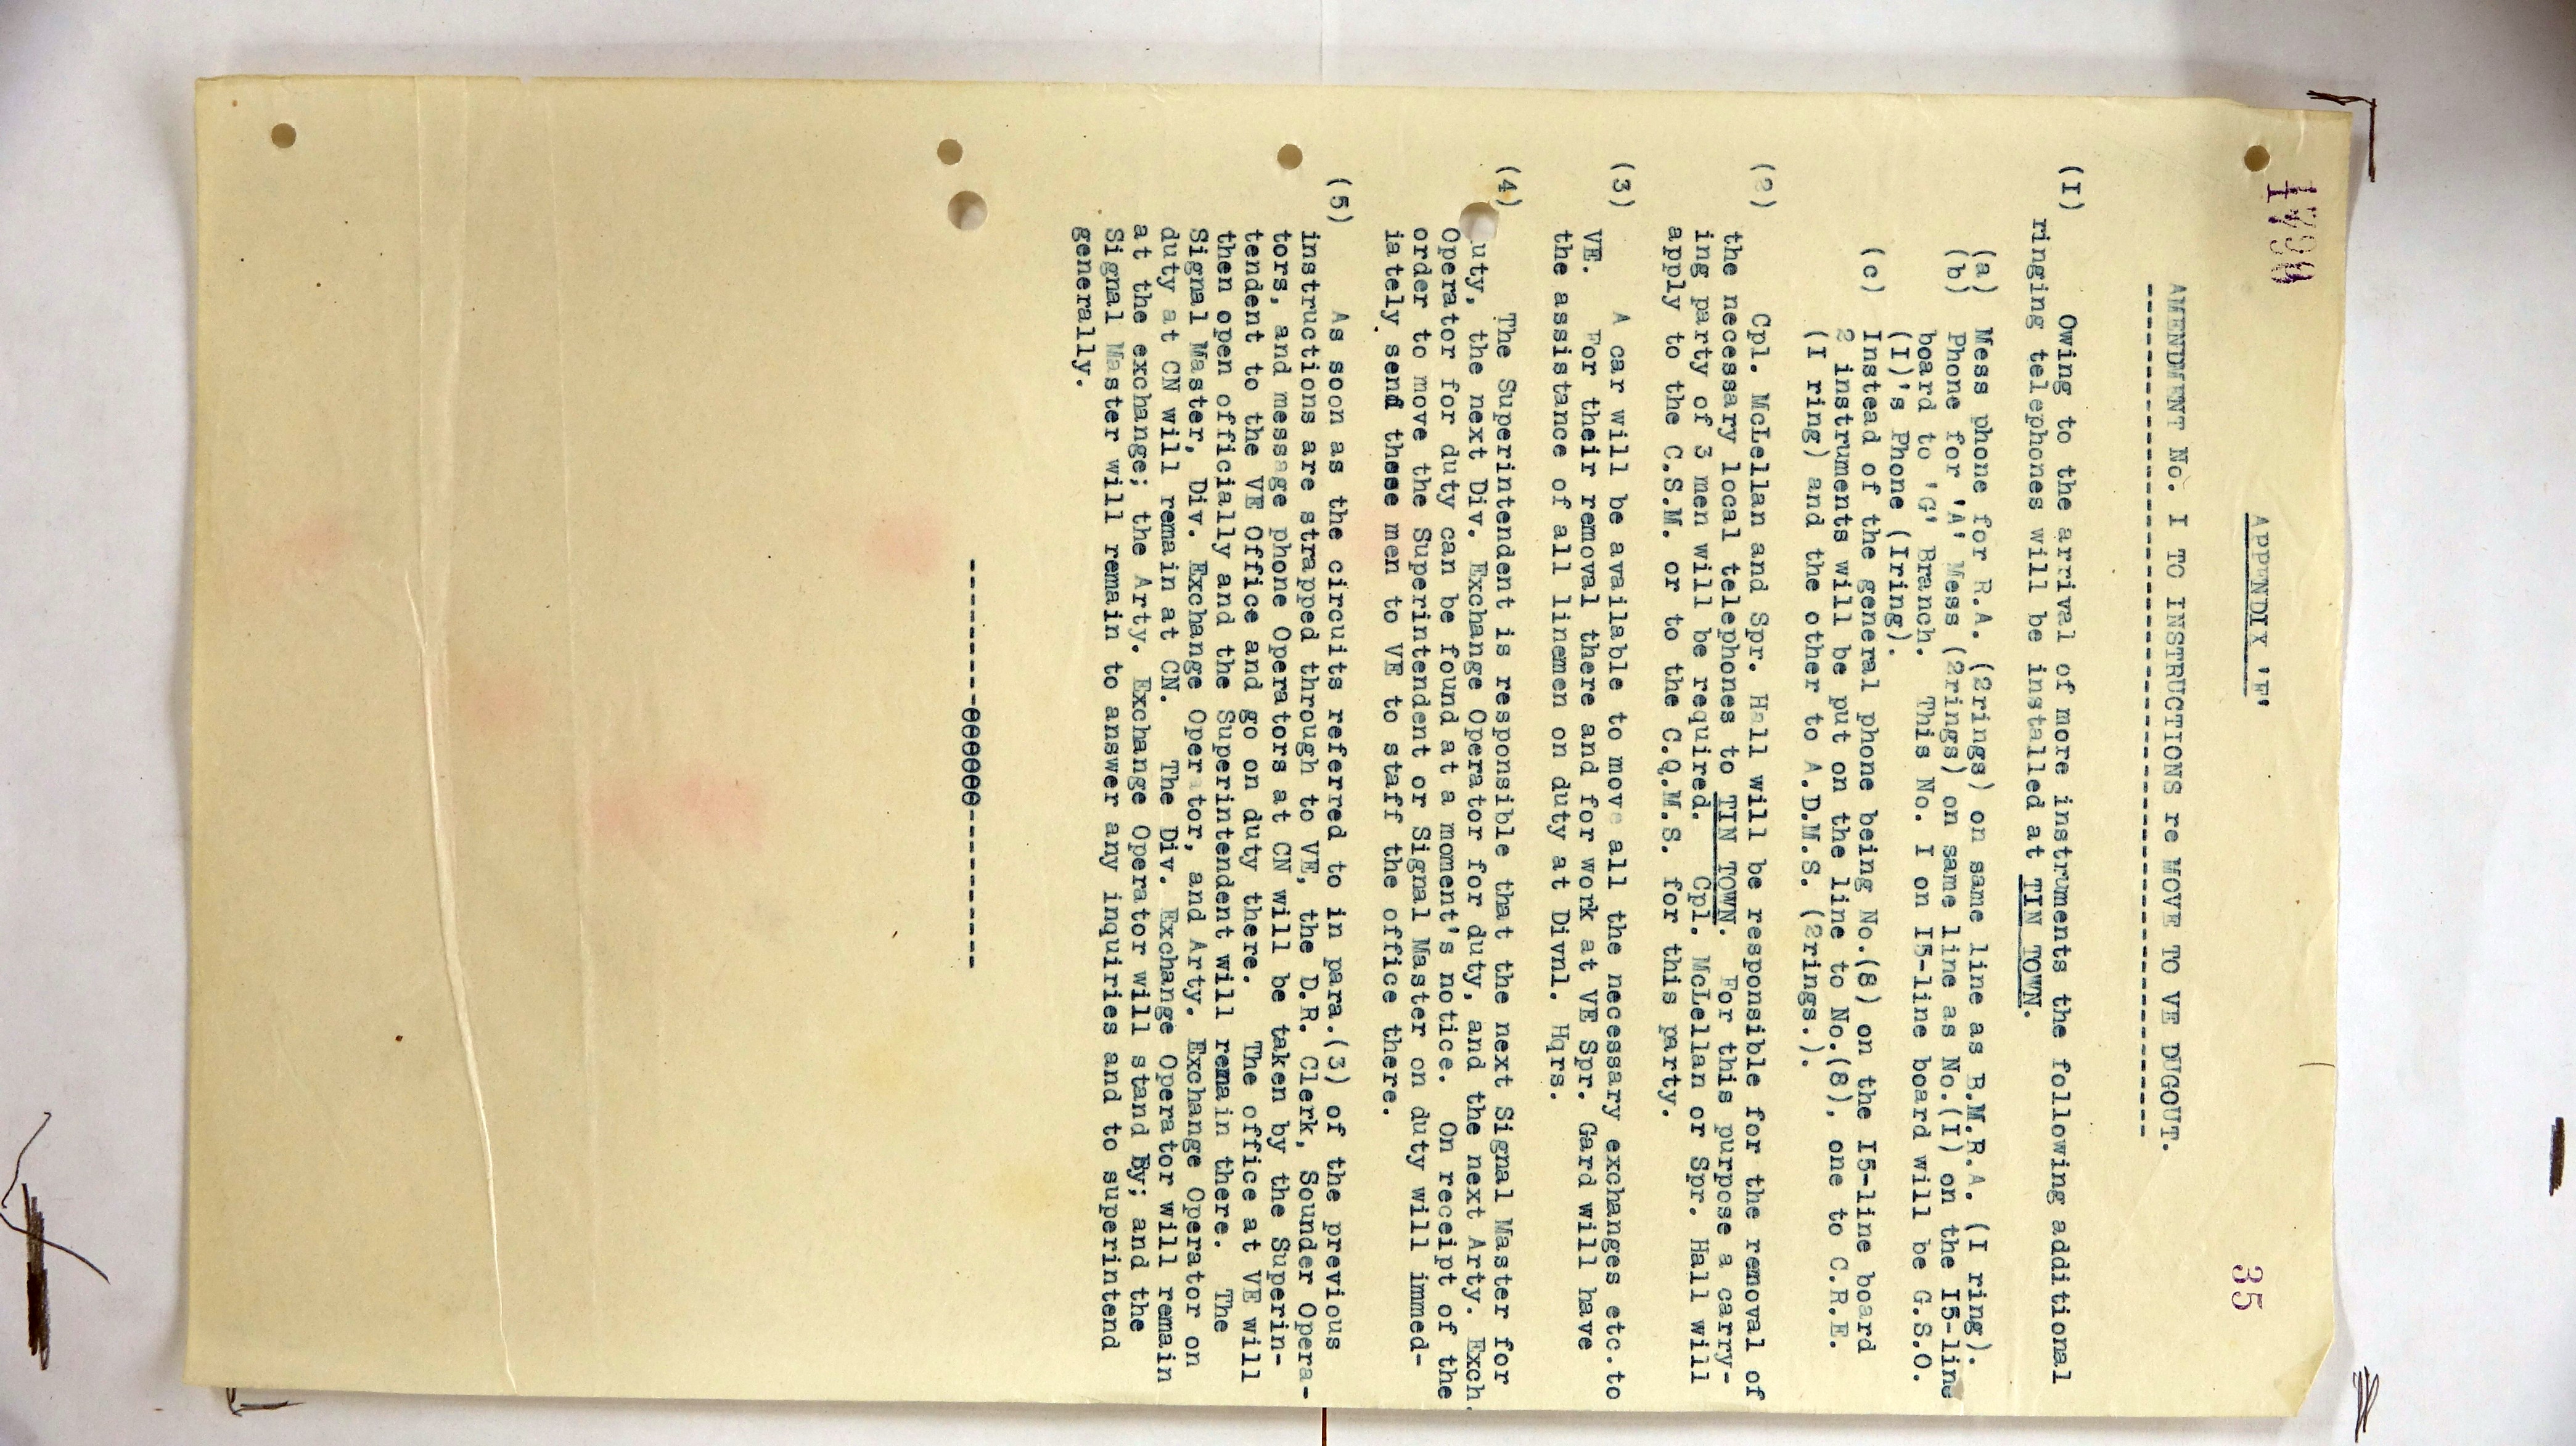 1790
35
APPENDIX 'E'
AMENDMENT No. I TO INSTRUCTIONS re MOVE TO VE DUGOUT.
(I) Owing to the arrival of more instruments the following additional
ringing telephones will be installed at TIN TOWN.
(a) Mess phone for R.A. (2rings) on same line as B.M.R.A. (I ring).
(b) Phone for 'A' Mess (2rings) on same line as No.(I) on the I5-line
board to 'G' Branch. This No. I on I5-line board will be G.S.O.
(I)'s Phone (Iring).
(c) Instead of the general phone being No.(8) on the I5-line board
2 instruments will be put on the line to No.(8), one to C.R.E.
(I ring) and the other to A.D.M.S. (2rings.).
(2) Cpl. McLellan and Spr. Hall will be responsible for the removal of
the necessary local telephones to TIN TOWN. For this purpose a carry-
ing party of 3 men will be required. Cpl. McLellan or Spr. Hall will
apply to the C.S.M. or to the C.Q.M.S. for this party.
(3) A car will be available to move all the necessary exchanges etc.to
VE. For their removal there and for work at VE Spr. Gard will have
the assistance of all linemen on duty at Divnl. Hqrs.
(4) The Superintendent is responsible that the next Signal Master for
uty, the next Div. Exchange Operator for duty, and the next Arty. Exch.
Operator for duty can be found at a moment's notice. On receipt of the
order to move the Superintendent or Signal Master on duty will immed-
iately send these men to VE to staff the office there.
(5) As soon as the circuits referred to in para.(3) of the previous
instructions are strapped through to VE, the D.R. Clerk, Sounder Opera-
tors, and message phone Operators at CN will be taken by the Superin-
tendent to the VE Office and go on duty there. The office at VE will
then open officially and the Superintendent will remain there. The
Signal Master, Div. Exchange Operator, and Arty. Exchange Operator on
duty at CN will remain at CN. The Div. Exchange Operator will remain
at the exchange; the Arty. Exchange Operator will stand By; and the
Signal Master will remain to answer any inquiries and to superintend
generally.
----------0000000----------